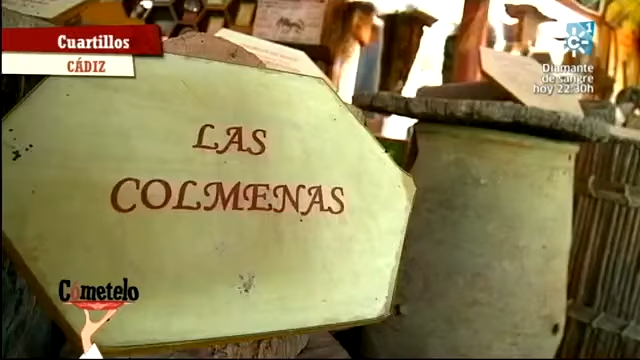 Cuartillos
CÁDIZ
Diamante
de sangre
hoy 22:30h
LAS
COLMENAS
Cometelo